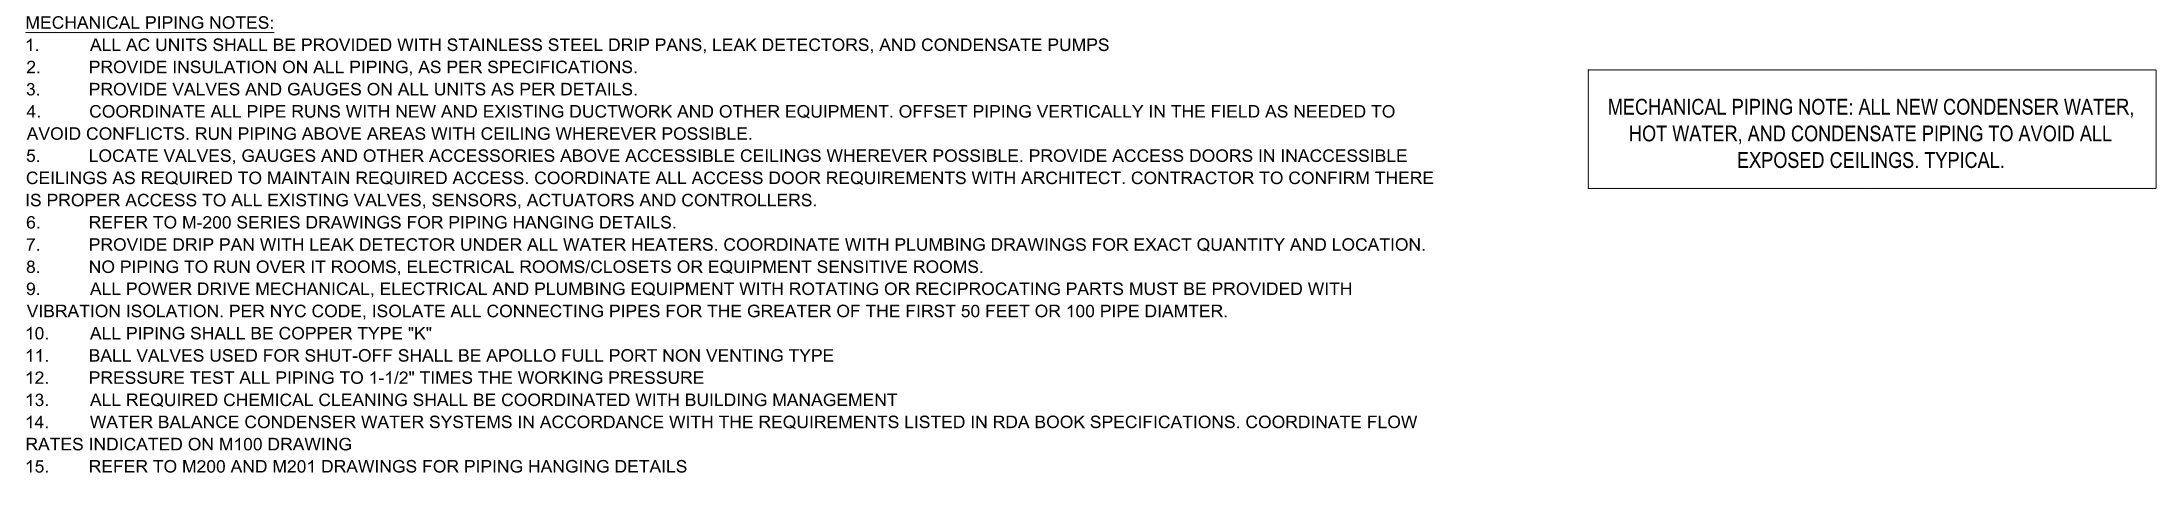 MECHANICAL PIPING NOTES:
1. ALL AC UNITS SHALL BE PROVIDED WITH STAINLESS STEEL DRIP PANS, LEAK DETECTORS, AND CONDENSATE PUMPS
2. PROVIDE INSULATION ON ALL PIPING, AS PER SPECIFICATIONS.
3. PROVIDE VALVES AND GAUGES ON ALL UNITS AS PER DETAILS.
4. COORDINATE ALL PIPE RUNS WITH NEW AND EXISTING DUCTWORK AND OTHER EQUIPMENT. OFFSET PIPING VERTICALLY IN THE FIELD AS NEEDED TO
AVOID CONFLICTS. RUN PIPING ABOVE AREAS WITH CEILING WHEREVER POSSIBLE.
5. LOCATE VALVES, GAUGES AND OTHER ACCESSORIES ABOVE ACCESSIBLE CEILINGS WHEREVER POSSIBLE. PROVIDE ACCESS DOORS IN INACCESSIBLE
CEILINGS AS REQUIRED TO MAINTAIN REQUIRED ACCESS. COORDINATE ALL ACCESS DOOR REQUIREMENTS WITH ARCHITECT. CONTRACTOR TO CONFIRM THERE
IS PROPER ACCESS TO ALL EXISTING VALVES, SENSORS, ACTUATORS AND CONTROLLERS.
6. REFER TO M-200 SERIES DRAWINGS FOR PIPING HANGING DETAILS.
7. PROVIDE DRIP PAN WITH LEAK DETECTOR UNDER ALL WATER HEATERS. COORDINATE WITH PLUMBING DRAWINGS FOR EXACT QUANTITY AND LOCATION.
8. NO PIPING TO RUN OVER IT ROOMS, ELECTRICAL ROOMS/CLOSETS OR EQUIPMENT SENSITIVE ROOMS.
9. ALL POWER DRIVE MECHANICAL, ELECTRICAL AND PLUMBING EQUIPMENT WITH ROTATING OR RECIPROCATING PARTS MUST BE PROVIDED WITH
VIBRATION ISOLATION. PER NYC CODE, ISOLATE ALL CONNECTING PIPES FOR THE GREATER OF THE FIRST 50 FEET OR 100 PIPE DIAMTER.
10. ALL PIPING SHALL BE COPPER TYPE "K"
11. BALL VALVES USED FOR SHUT-OFF SHALL BE APOLLO FULL PORT NON VENTING TYPE
12. PRESSURE TEST ALL PIPING TO 1-1/2" TIMES THE WORKING PRESSURE
13. ALL REQUIRED CHEMICAL CLEANING SHALL BE COORDINATED WITH BUILDING MANAGEMENT
14. WATER BALANCE CONDENSER WATER SYSTEMS IN ACCORDANCE WITH THE REQUIREMENTS LISTED IN RDA BOOK SPECIFICATIONS. COORDINATE FLOW
RATES INDICATED ON M100 DRAWING
15. REFER TO M200 AND M201 DRAWINGS FOR PIPING HANGING DETAILS
MECHANICAL PIPING NOTE: ALL NEW CONDENSER WATER,
HOT WATER, AND CONDENSATE PIPING TO AVOID ALL
EXPOSED CEILINGS. TYPICAL.